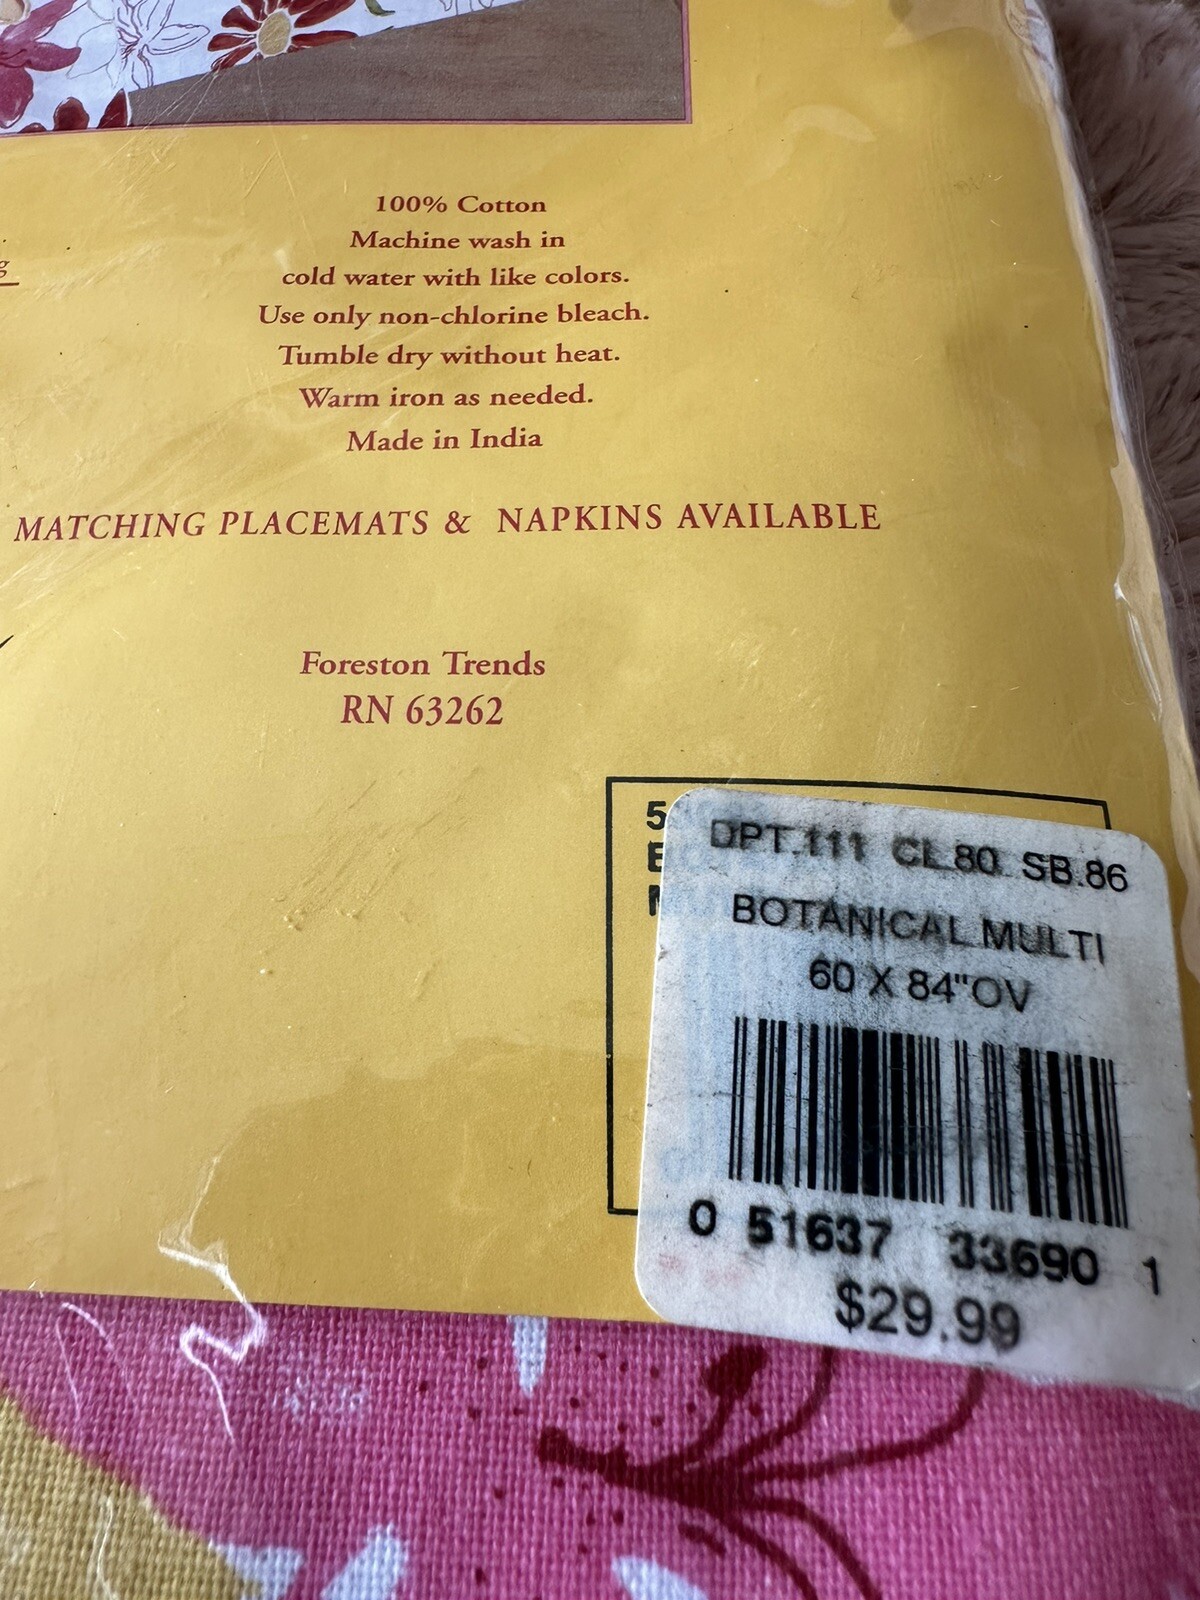 100% Cotton
Machine wash in
cold water with like colors.
Use only non-chlorine bleach.
Tumble dry without heat.
Warm iron as needed.
Made in India
MATCHING PLACEMATS & NAPKINS AVAILABLE
Foreston Trends
RN 63262
DPT.111 CL.80 SB.86
BOTANICAL MULTI
60 X 84"OV
0 51637 33690 1
$29.99